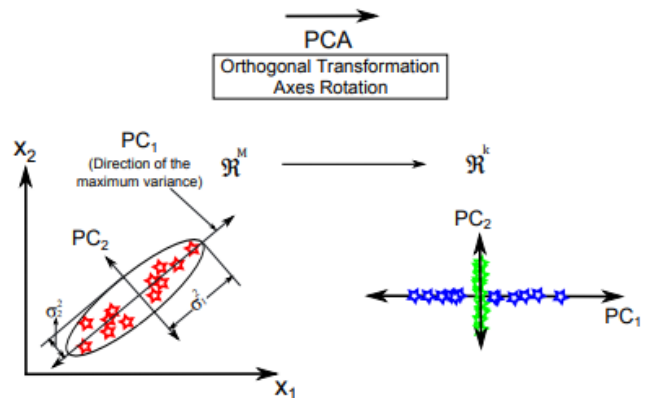 PCA
Orthogonal Transformation
Axes Rotation
PC₁
(Direction of the
maximum variance)
ℜᴹ
ℜᵏ
X₂
PC₂
σ₂²
σ₁²
X₁
PC₂
PC₁